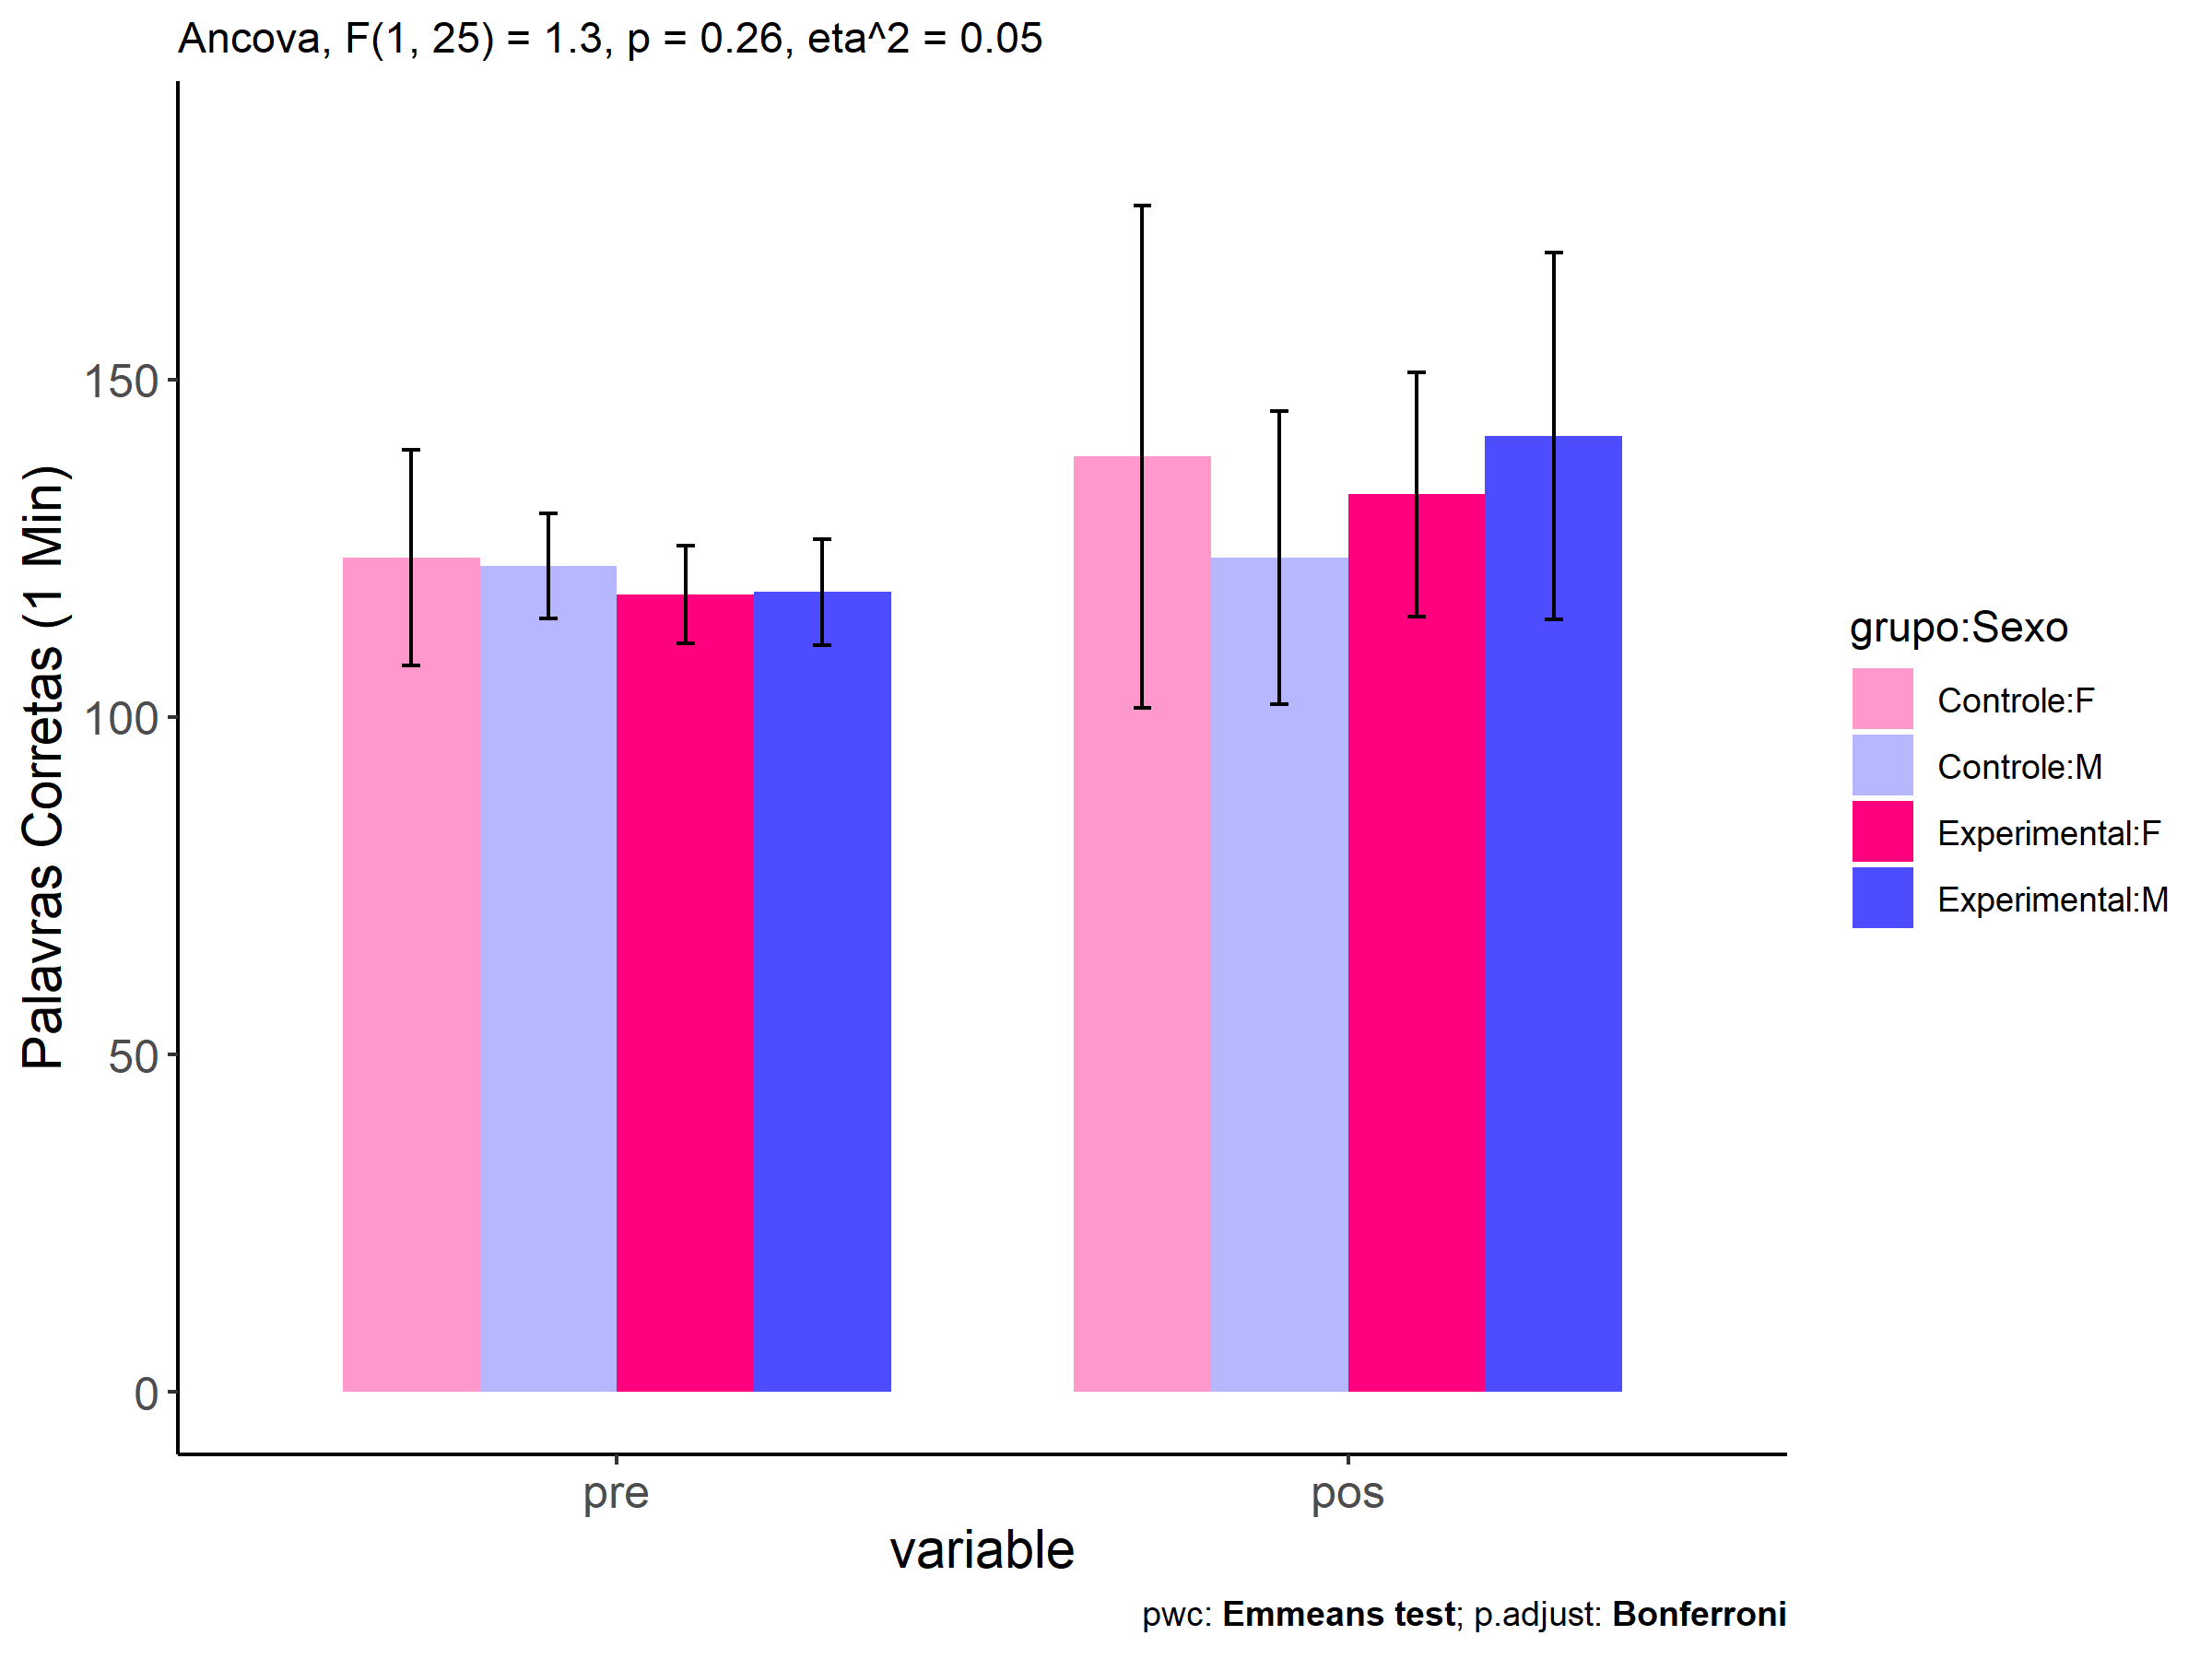 Ancova, F(1, 25) = 1.3, p = 0.26, eta^2 = 0.05
Palavras Corretas (1 Min)
150
100
50
0
pre
pos
variable
grupo:Sexo
Controle:F
Controle:M
Experimental:F
Experimental:M
pwc: Emmeans test; p.adjust: Bonferroni